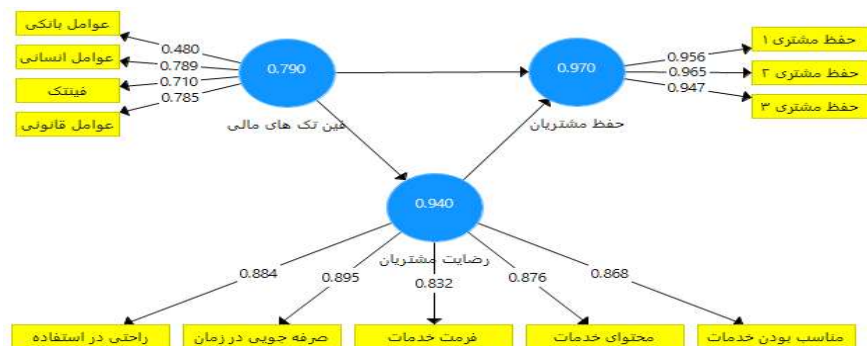 عوامل بانکی
عوامل انسانی
فینتک
عوامل قانونی
0.480
0.789
0.710
0.785
0.790
فین تک های مالی
0.970
حفظ مشتریان
0.956
0.965
0.947
حفظ مشتری ۱
حفظ مشتری ۲
حفظ مشتری ۳
0.940
رضایت مشتریان
0.884
0.895
0.832
0.876
0.868
راحتی در استفاده
صرفه جویی در زمان
فرمت خدمات
محتوای خدمات
مناسب بودن خدمات